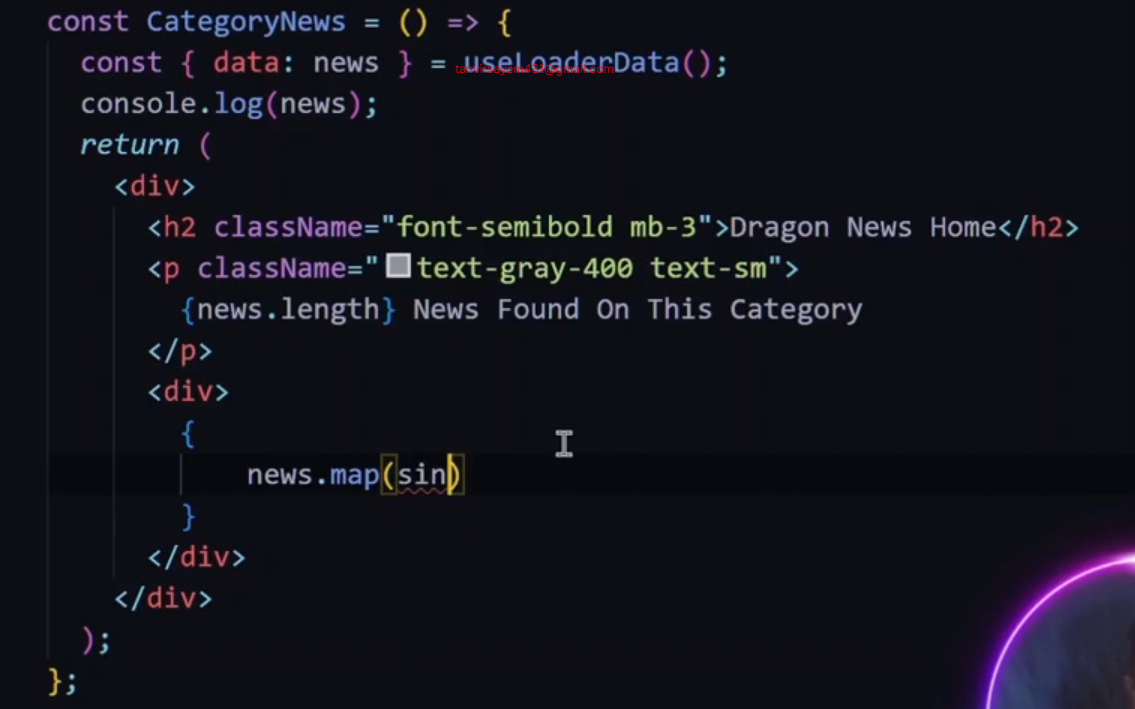 const CategoryNews = () => {
const { data: news } = useLoaderData();
console.log(news);
return (
<div>
<h2 className="font-semibold mb-3">Dragon News Home</h2>
<p className="text-gray-400 text-sm">
{news.length} News Found On This Category
</p>
<div>
{
news.map(sin)
}
</div>
</div>
);
};